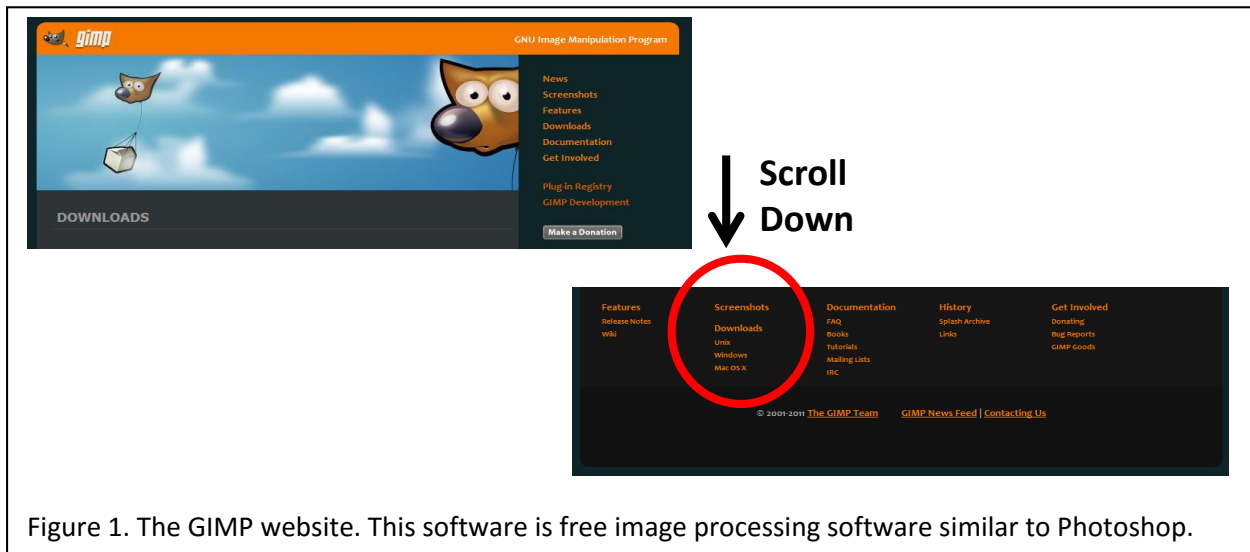 gimp
GNU Image Manipulation Program
News
Screenshots
Features
Downloads
Documentation
Get Involved
Plug-in Registry
GIMP Development
Make a Donation
DOWNLOADS
Scroll
Down
Features
Release Notes
Wiki
Screenshots
Downloads
Unix
Windows
Mac OS X
Documentation
FAQ
Books
Tutorials
Mailing Lists
IRC
History
Splash Archive
Links
Get Involved
Donating
Bug Reports
GIMP Goods
© 2001-2011 The GIMP Team GIMP News Feed | Contacting Us
Figure 1. The GIMP website. This software is free image processing software similar to Photoshop.